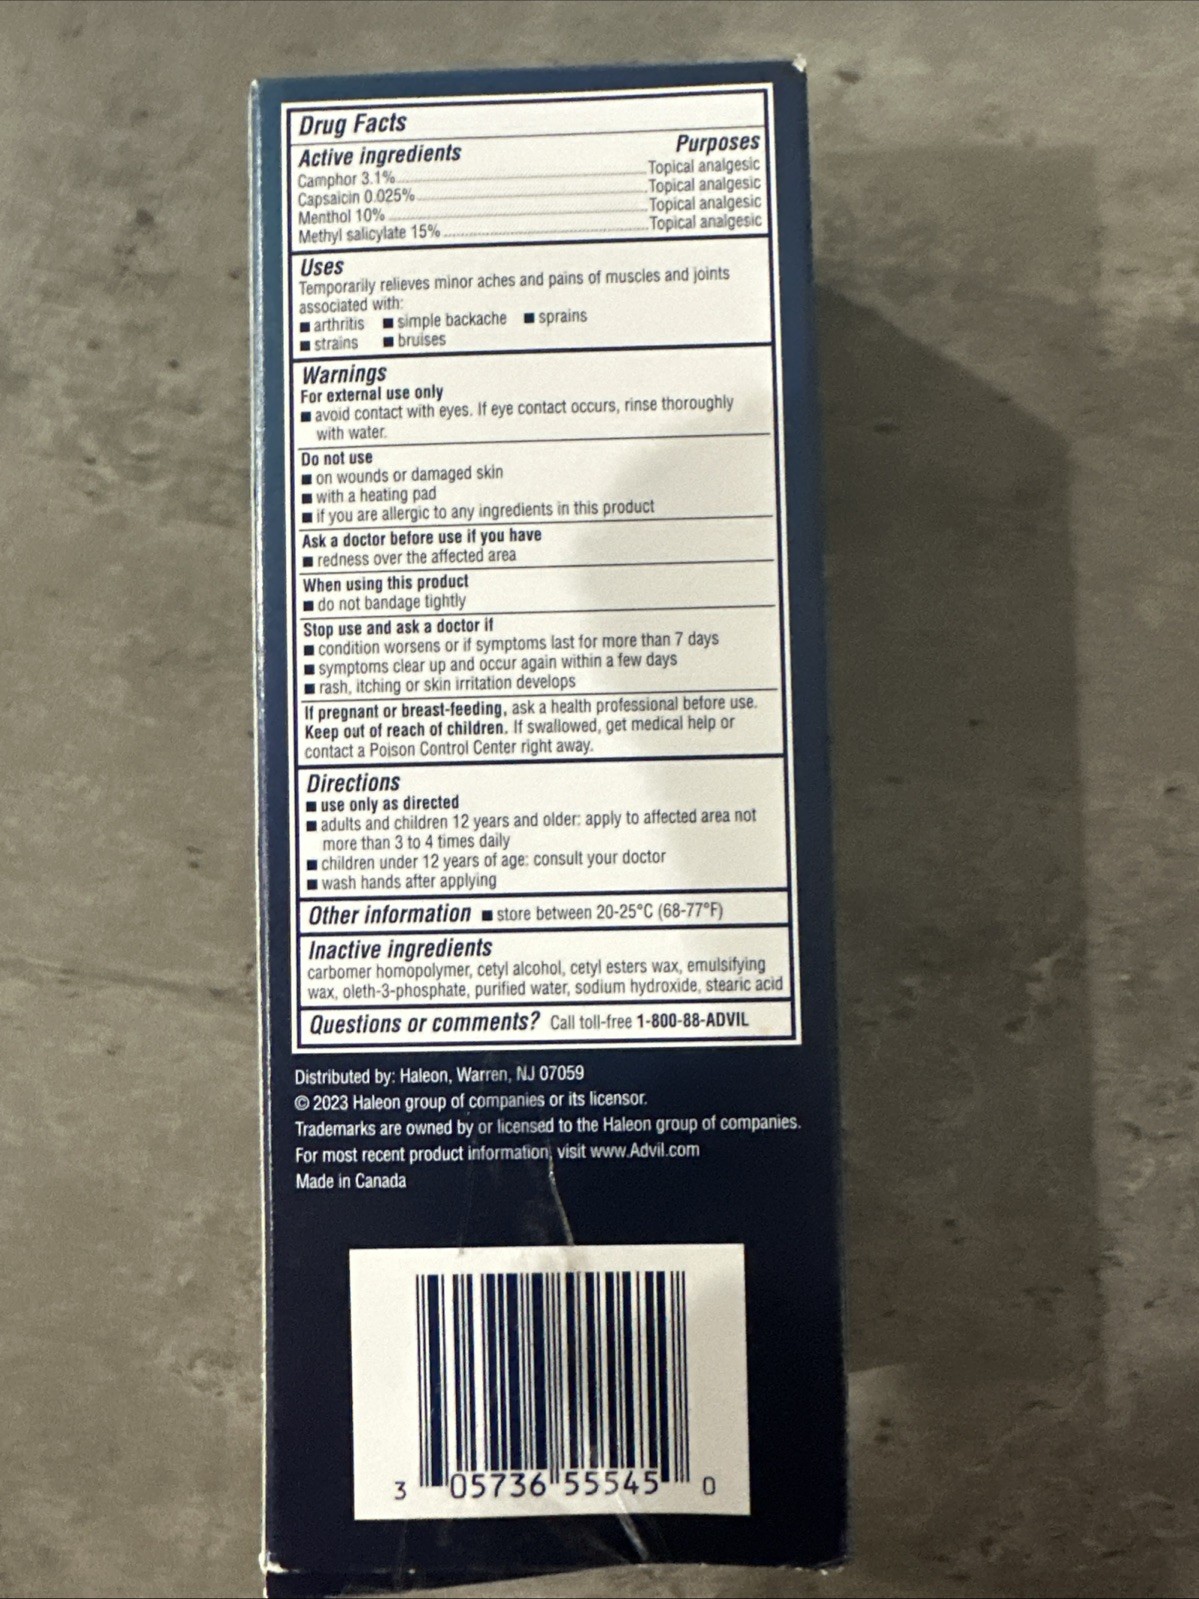 Drug Facts
Active ingredients Purposes
Camphor 3.1% Topical analgesic
Capsaicin 0.025% Topical analgesic
Menthol 10% Topical analgesic
Methyl salicylate 15% Topical analgesic
Uses
Temporarily relieves minor aches and pains of muscles and joints
associated with:
■ arthritis ■ simple backache ■ sprains
■ strains ■ bruises
Warnings
For external use only
■ avoid contact with eyes. If eye contact occurs, rinse thoroughly
with water.
Do not use
■ on wounds or damaged skin
■ with a heating pad
■ if you are allergic to any ingredients in this product
Ask a doctor before use if you have
■ redness over the affected area
When using this product
■ do not bandage tightly
Stop use and ask a doctor if
■ condition worsens or if symptoms last for more than 7 days
■ symptoms clear up and occur again within a few days
■ rash, itching or skin irritation develops
If pregnant or breast-feeding, ask a health professional before use.
Keep out of reach of children. If swallowed, get medical help or
contact a Poison Control Center right away.
Directions
■ use only as directed
■ adults and children 12 years and older: apply to affected area not
more than 3 to 4 times daily
■ children under 12 years of age: consult your doctor
■ wash hands after applying
Other information ■ store between 20-25°C (68-77°F)
Inactive ingredients
carbomer homopolymer, cetyl alcohol, cetyl esters wax, emulsifying
wax, oleth-3-phosphate, purified water, sodium hydroxide, stearic acid
Questions or comments? Call toll-free 1-800-88-ADVIL
Distributed by: Haleon, Warren, NJ 07059
© 2023 Haleon group of companies or its licensor.
Trademarks are owned by or licensed to the Haleon group of companies.
For most recent product information, visit www.Advil.com
Made in Canada
3 05736 55545 0